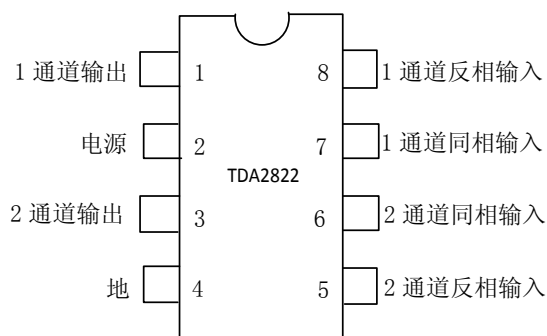 1 通道输出 1 8 1 通道反相输入
电源 2 7 1 通道同相输入
TDA2822
2 通道输出 3 6 2 通道同相输入
地 4 5 2 通道反相输入